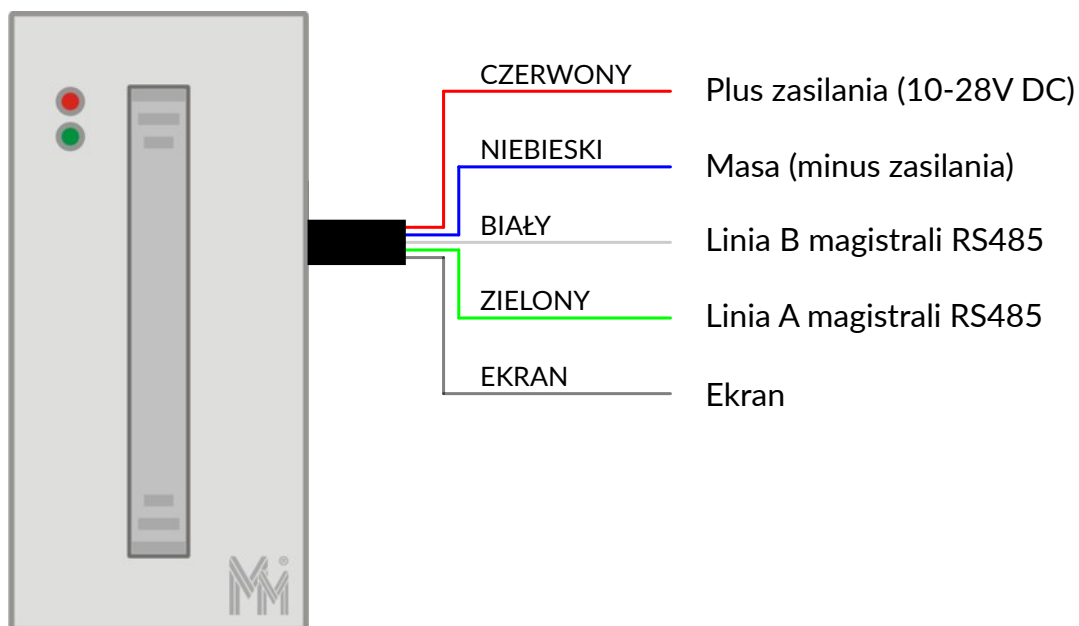 CZERWONY Plus zasilania (10-28V DC)
NIEBIESKI Masa (minus zasilania)
BIAŁY Linia B magistrali RS485
ZIELONY Linia A magistrali RS485
EKRAN Ekran
MM ®